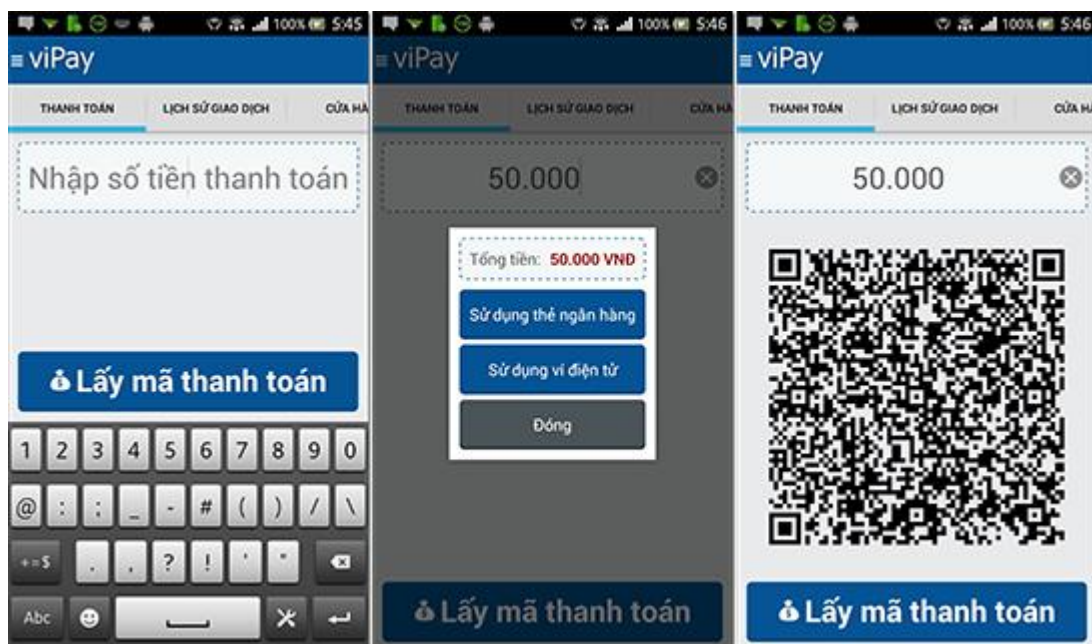 100% 5:45
≡ viPay
THANH TOÁN LỊCH SỬ GIAO DỊCH CỬA HÀ
Nhập số tiền thanh toán
Lấy mã thanh toán
1 2 3 4 5 6 7 8 9 0
@ : ; _ - # ( ) / \
+=$ . , ? ! ' "
Abc
100% 5:46
≡ viPay
THANH TOÁN LỊCH SỬ GIAO DỊCH CỬA HÀ
50.000
Tổng tiền: 50.000 VNĐ
Sử dụng thẻ ngân hàng
Sử dụng ví điện tử
Đóng
Lấy mã thanh toán
100% 5:46
≡ viPay
THANH TOÁN LỊCH SỬ GIAO DỊCH CỬA HÀ
50.000
Lấy mã thanh toán